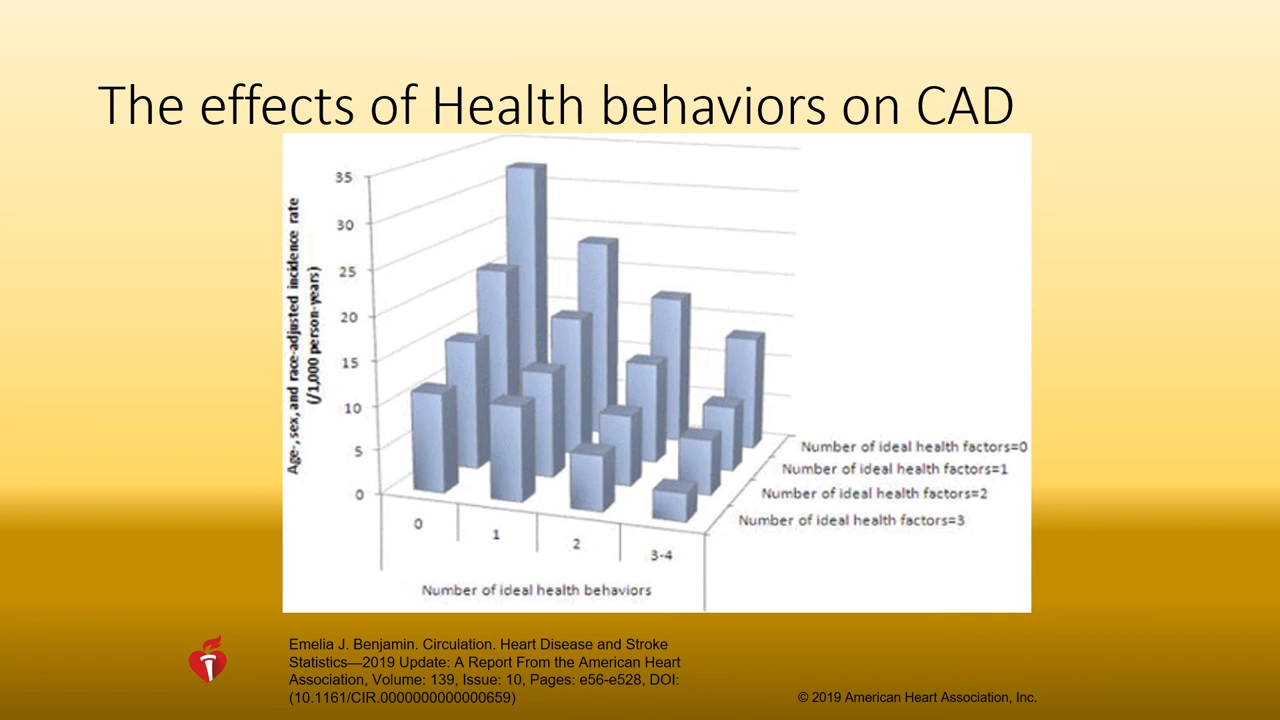 The effects of Health behaviors on CAD
Age-, sex, and race-adjusted incidence rate
(/1,000 person-years)
35
30
25
20
15
10
5
0
0
1
2
3-4
Number of ideal health behaviors
Number of ideal health factors=0
Number of ideal health factors=1
Number of ideal health factors=2
Number of ideal health factors=3
Emelia J. Benjamin. Circulation. Heart Disease and Stroke
Statistics—2019 Update: A Report From the American Heart
Association, Volume: 139, Issue: 10, Pages: e56-e528, DOI:
(10.1161/CIR.0000000000000659)
© 2019 American Heart Association, Inc.